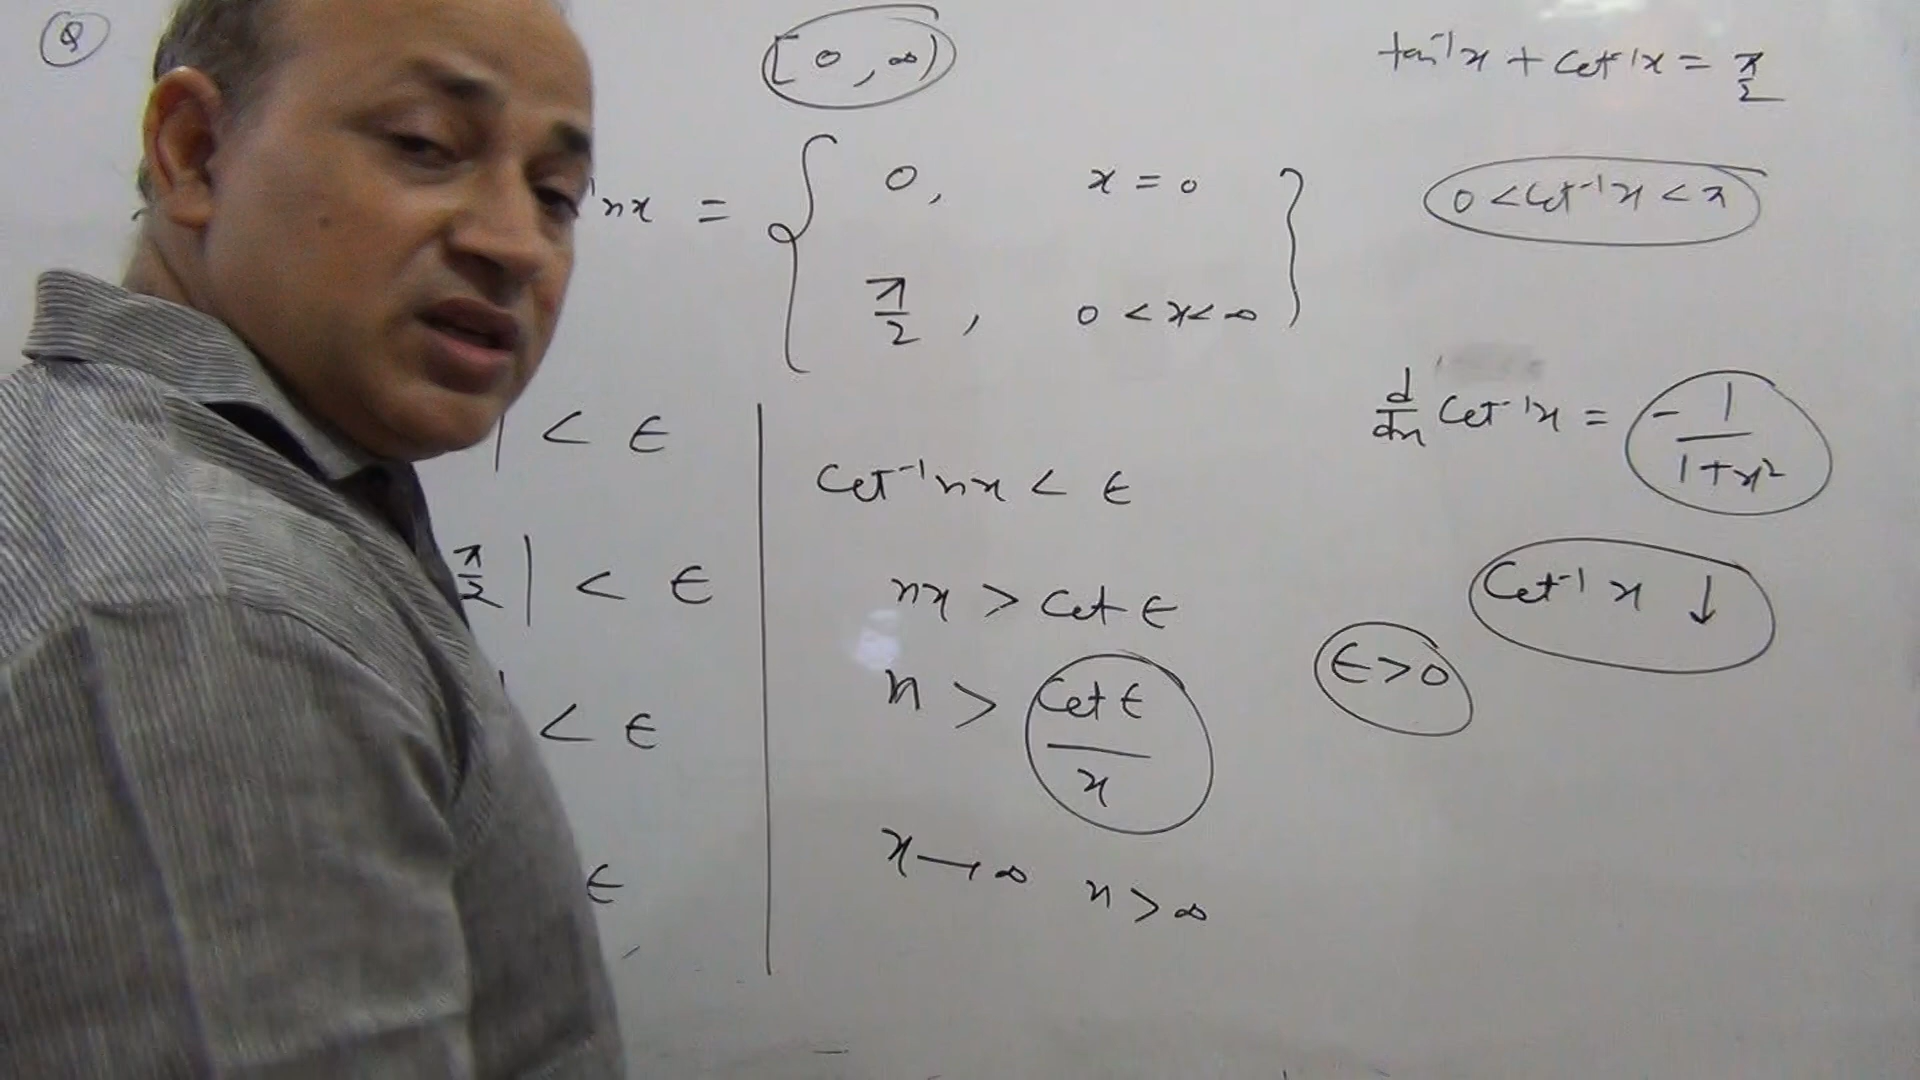 Q
[0, ∞)
tan⁻¹x + cot⁻¹x = π/2
⁻¹nx = { 0, x = 0
π/2, 0 < x < ∞ }
0 < cot⁻¹x < π
| < ε
d/dx cot⁻¹x = - 1/(1+x²)
cot⁻¹nx < ε
π/2 | < ε
nx > cot ε
cot⁻¹ x ↓
| < ε
n > cot ε / x
ε > 0
ε
x → ∞ n > ∞